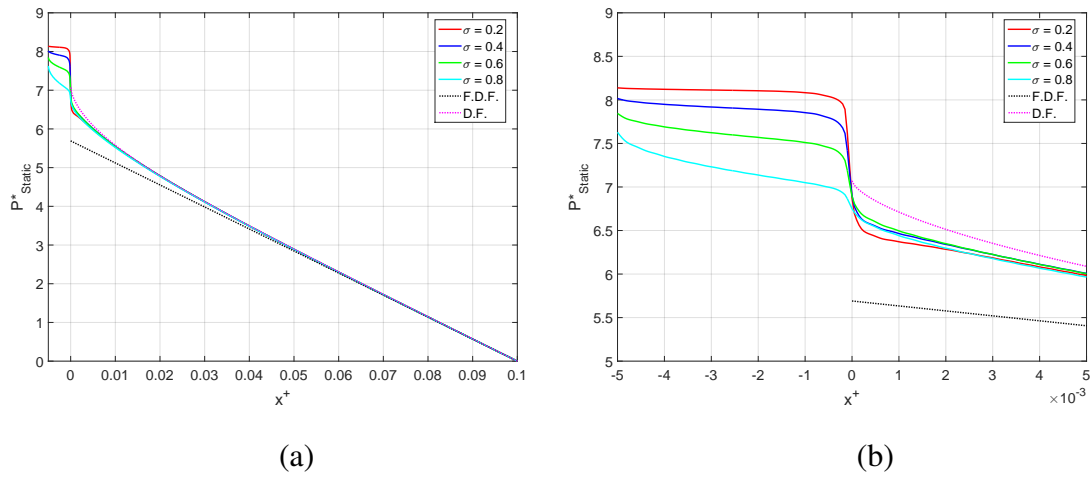 9
8
7
6
5
4
3
2
1
0
P*Static
0
0.01
0.02
0.03
0.04
0.05
0.06
0.07
0.08
0.09
0.1
x+
σ = 0.2
σ = 0.4
σ = 0.6
σ = 0.8
F.D.F.
D.F.
(a)
9
8.5
8
7.5
7
6.5
6
5.5
5
P*Static
-5
-4
-3
-2
-1
0
1
2
3
4
5
×10-3
x+
σ = 0.2
σ = 0.4
σ = 0.6
σ = 0.8
F.D.F.
D.F.
(b)